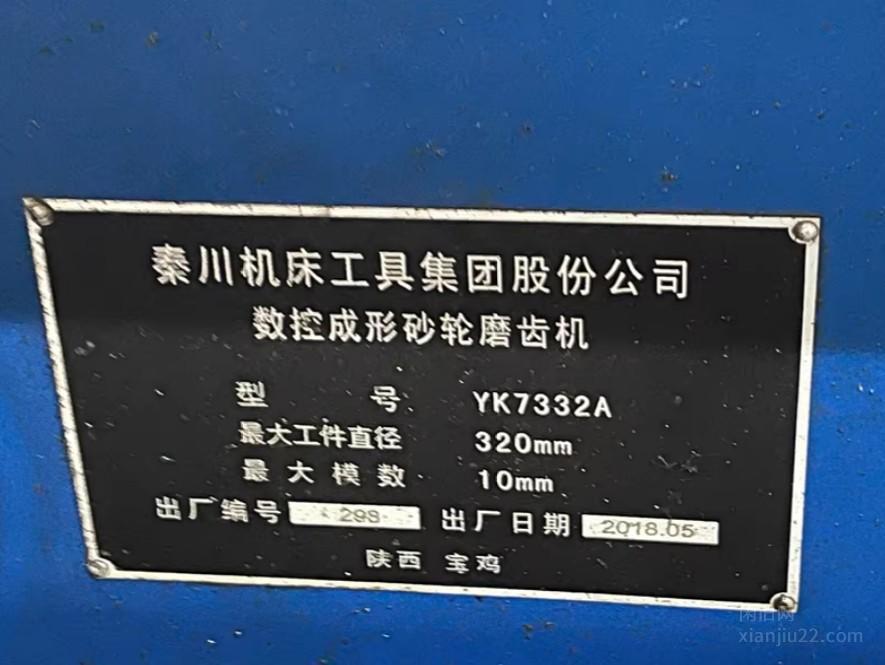 秦川机床工具集团股份公司
数控成形砂轮磨齿机
型号 YK7332A
最大工件直径 320mm
最大模数 10mm
出厂编号 298 出厂日期 2018.05
陕西 宝鸡
闲旧网
xianjiu22.com